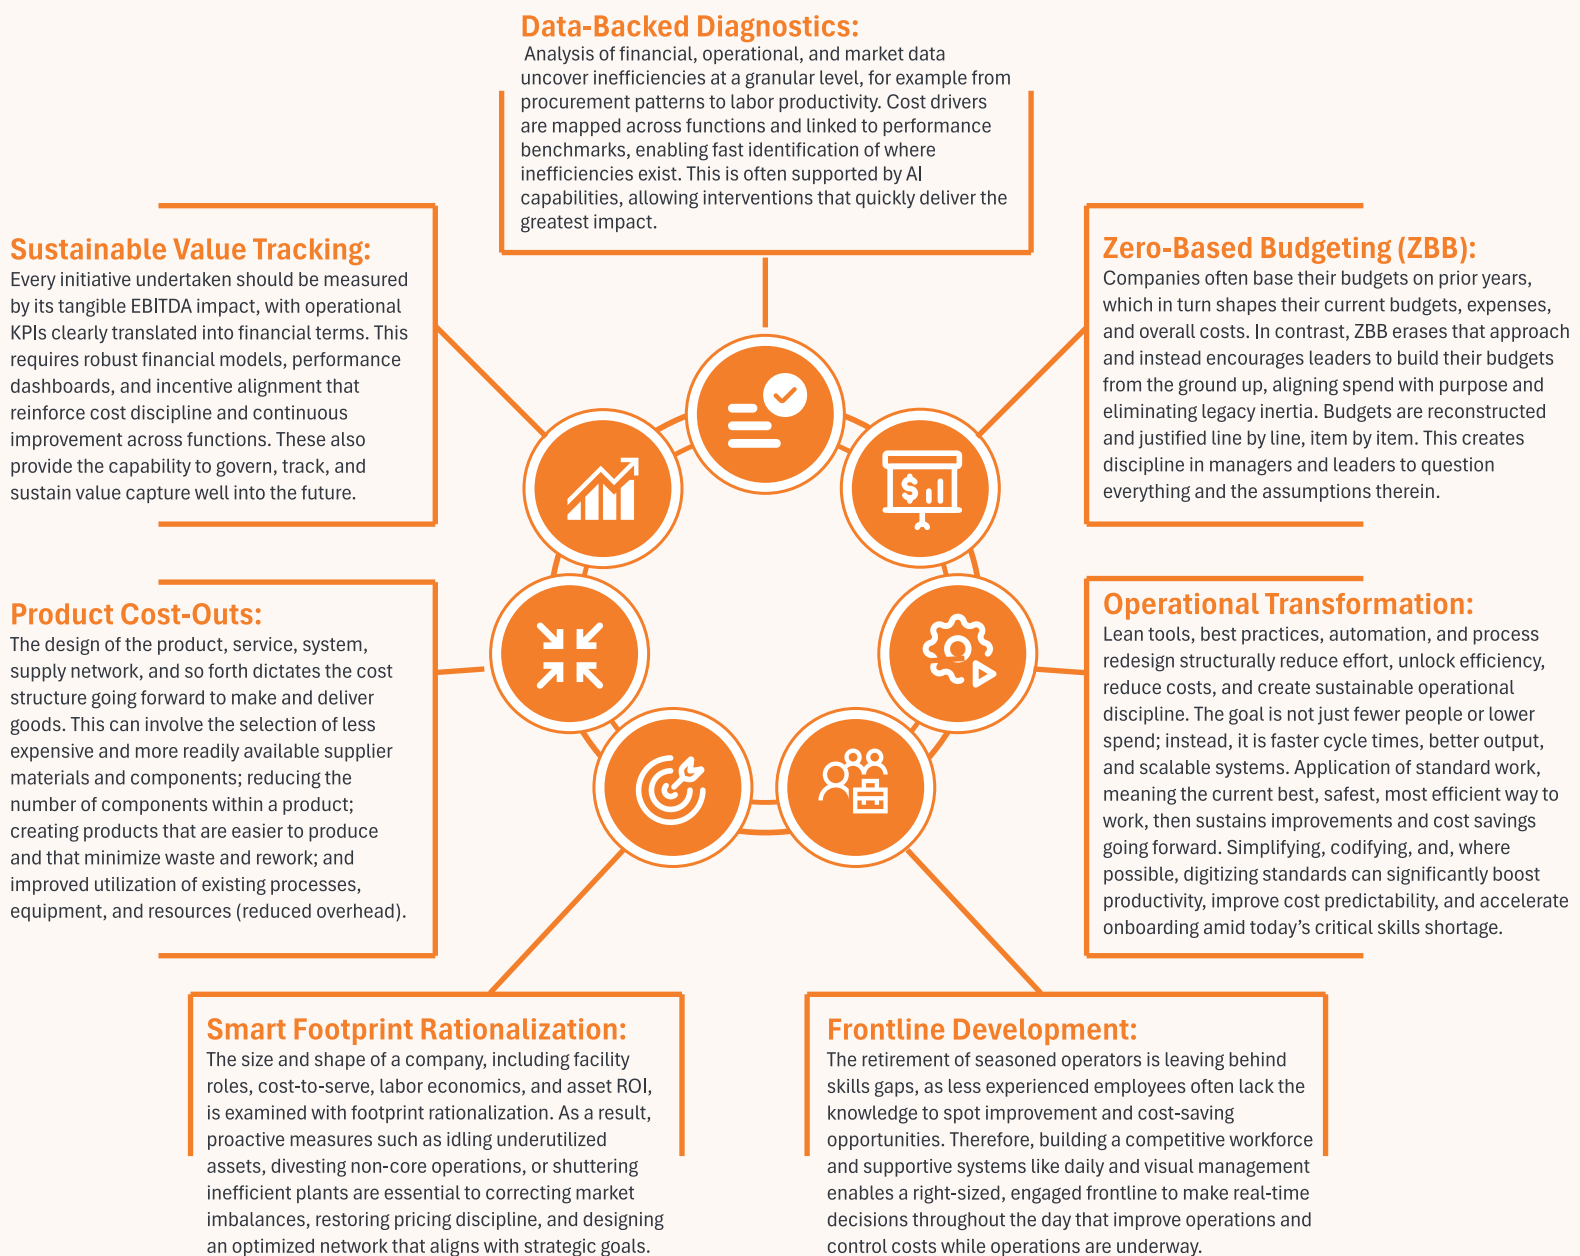 Data-Backed Diagnostics:
Analysis of financial, operational, and market data
uncover inefficiencies at a granular level, for example from
procurement patterns to labor productivity. Cost drivers
are mapped across functions and linked to performance
benchmarks, enabling fast identification of where
inefficiencies exist. This is often supported by AI
capabilities, allowing interventions that quickly deliver the
greatest impact.
Sustainable Value Tracking:
Every initiative undertaken should be measured
by its tangible EBITDA impact, with operational
KPIs clearly translated into financial terms. This
requires robust financial models, performance
dashboards, and incentive alignment that
reinforce cost discipline and continuous
improvement across functions. These also
provide the capability to govern, track, and
sustain value capture well into the future.
Zero-Based Budgeting (ZBB):
Companies often base their budgets on prior years,
which in turn shapes their current budgets, expenses,
and overall costs. In contrast, ZBB erases that approach
and instead encourages leaders to build their budgets
from the ground up, aligning spend with purpose and
eliminating legacy inertia. Budgets are reconstructed
and justified line by line, item by item. This creates
discipline in managers and leaders to question
everything and the assumptions therein.
$
Product Cost-Outs:
The design of the product, service, system,
supply network, and so forth dictates the cost
structure going forward to make and deliver
goods. This can involve the selection of less
expensive and more readily available supplier
materials and components; reducing the
number of components within a product;
creating products that are easier to produce
and that minimize waste and rework; and
improved utilization of existing processes,
equipment, and resources (reduced overhead).
Operational Transformation:
Lean tools, best practices, automation, and process
redesign structurally reduce effort, unlock efficiency,
reduce costs, and create sustainable operational
discipline. The goal is not just fewer people or lower
spend; instead, it is faster cycle times, better output,
and scalable systems. Application of standard work,
meaning the current best, safest, most efficient way to
work, then sustains improvements and cost savings
going forward. Simplifying, codifying, and, where
possible, digitizing standards can significantly boost
productivity, improve cost predictability, and accelerate
onboarding amid today's critical skills shortage.
Smart Footprint Rationalization:
The size and shape of a company, including facility
roles, cost-to-serve, labor economics, and asset ROI,
is examined with footprint rationalization. As a result,
proactive measures such as idling underutilized
assets, divesting non-core operations, or shuttering
inefficient plants are essential to correcting market
imbalances, restoring pricing discipline, and designing
an optimized network that aligns with strategic goals.
Frontline Development:
The retirement of seasoned operators is leaving behind
skills gaps, as less experienced employees often lack the
knowledge to spot improvement and cost-saving
opportunities. Therefore, building a competitive workforce
and supportive systems like daily and visual management
enables a right-sized, engaged frontline to make real-time
decisions throughout the day that improve operations and
control costs while operations are underway.